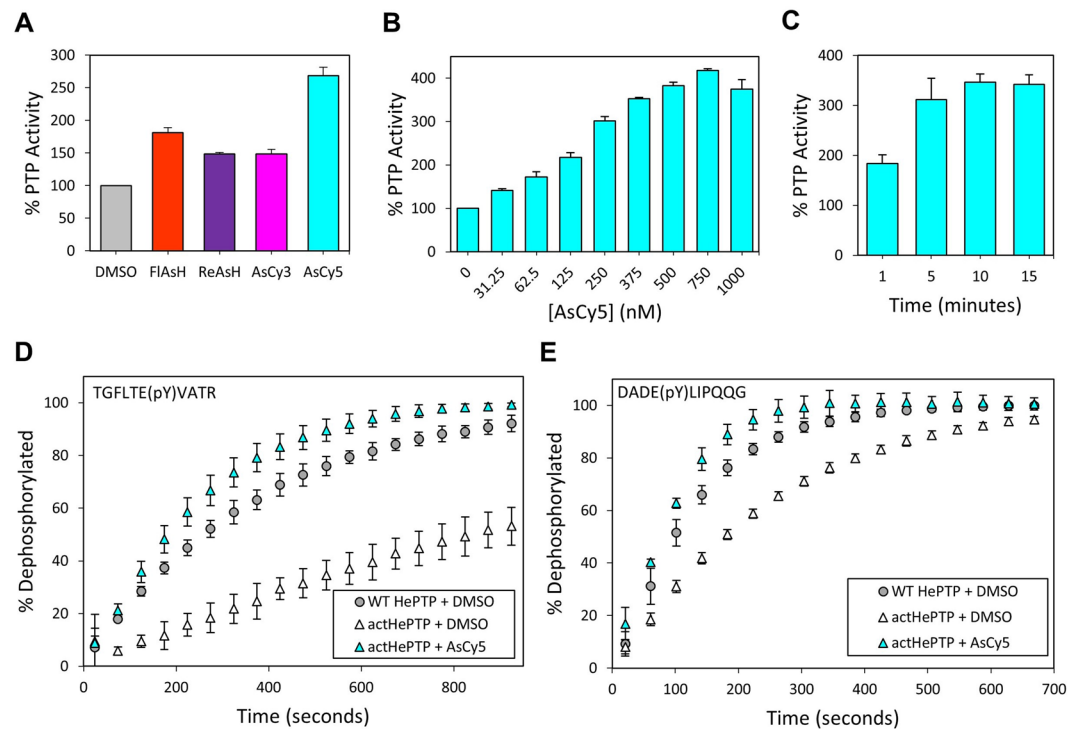 A
% PTP Activity
300
250
200
150
100
50
0
DMSO FlAsH ReAsH AsCy3 AsCy5
B
% PTP Activity
400
300
200
100
0
0 31.25 62.5 125 250 375 500 750 1000
[AsCy5] (nM)
C
% PTP Activity
400
300
200
100
0
1 5 10 15
Time (minutes)
D
TGFLTE(pY)VATR
% Dephosphorylated
100
80
60
40
20
0
0 200 400 600 800
Time (seconds)
WT HePTP + DMSO
actHePTP + DMSO
actHePTP + AsCy5
E
DADE(pY)LIPQQG
% Dephosphorylated
100
80
60
40
20
0
0 100 200 300 400 500 600 700
Time (seconds)
WT HePTP + DMSO
actHePTP + DMSO
actHePTP + AsCy5